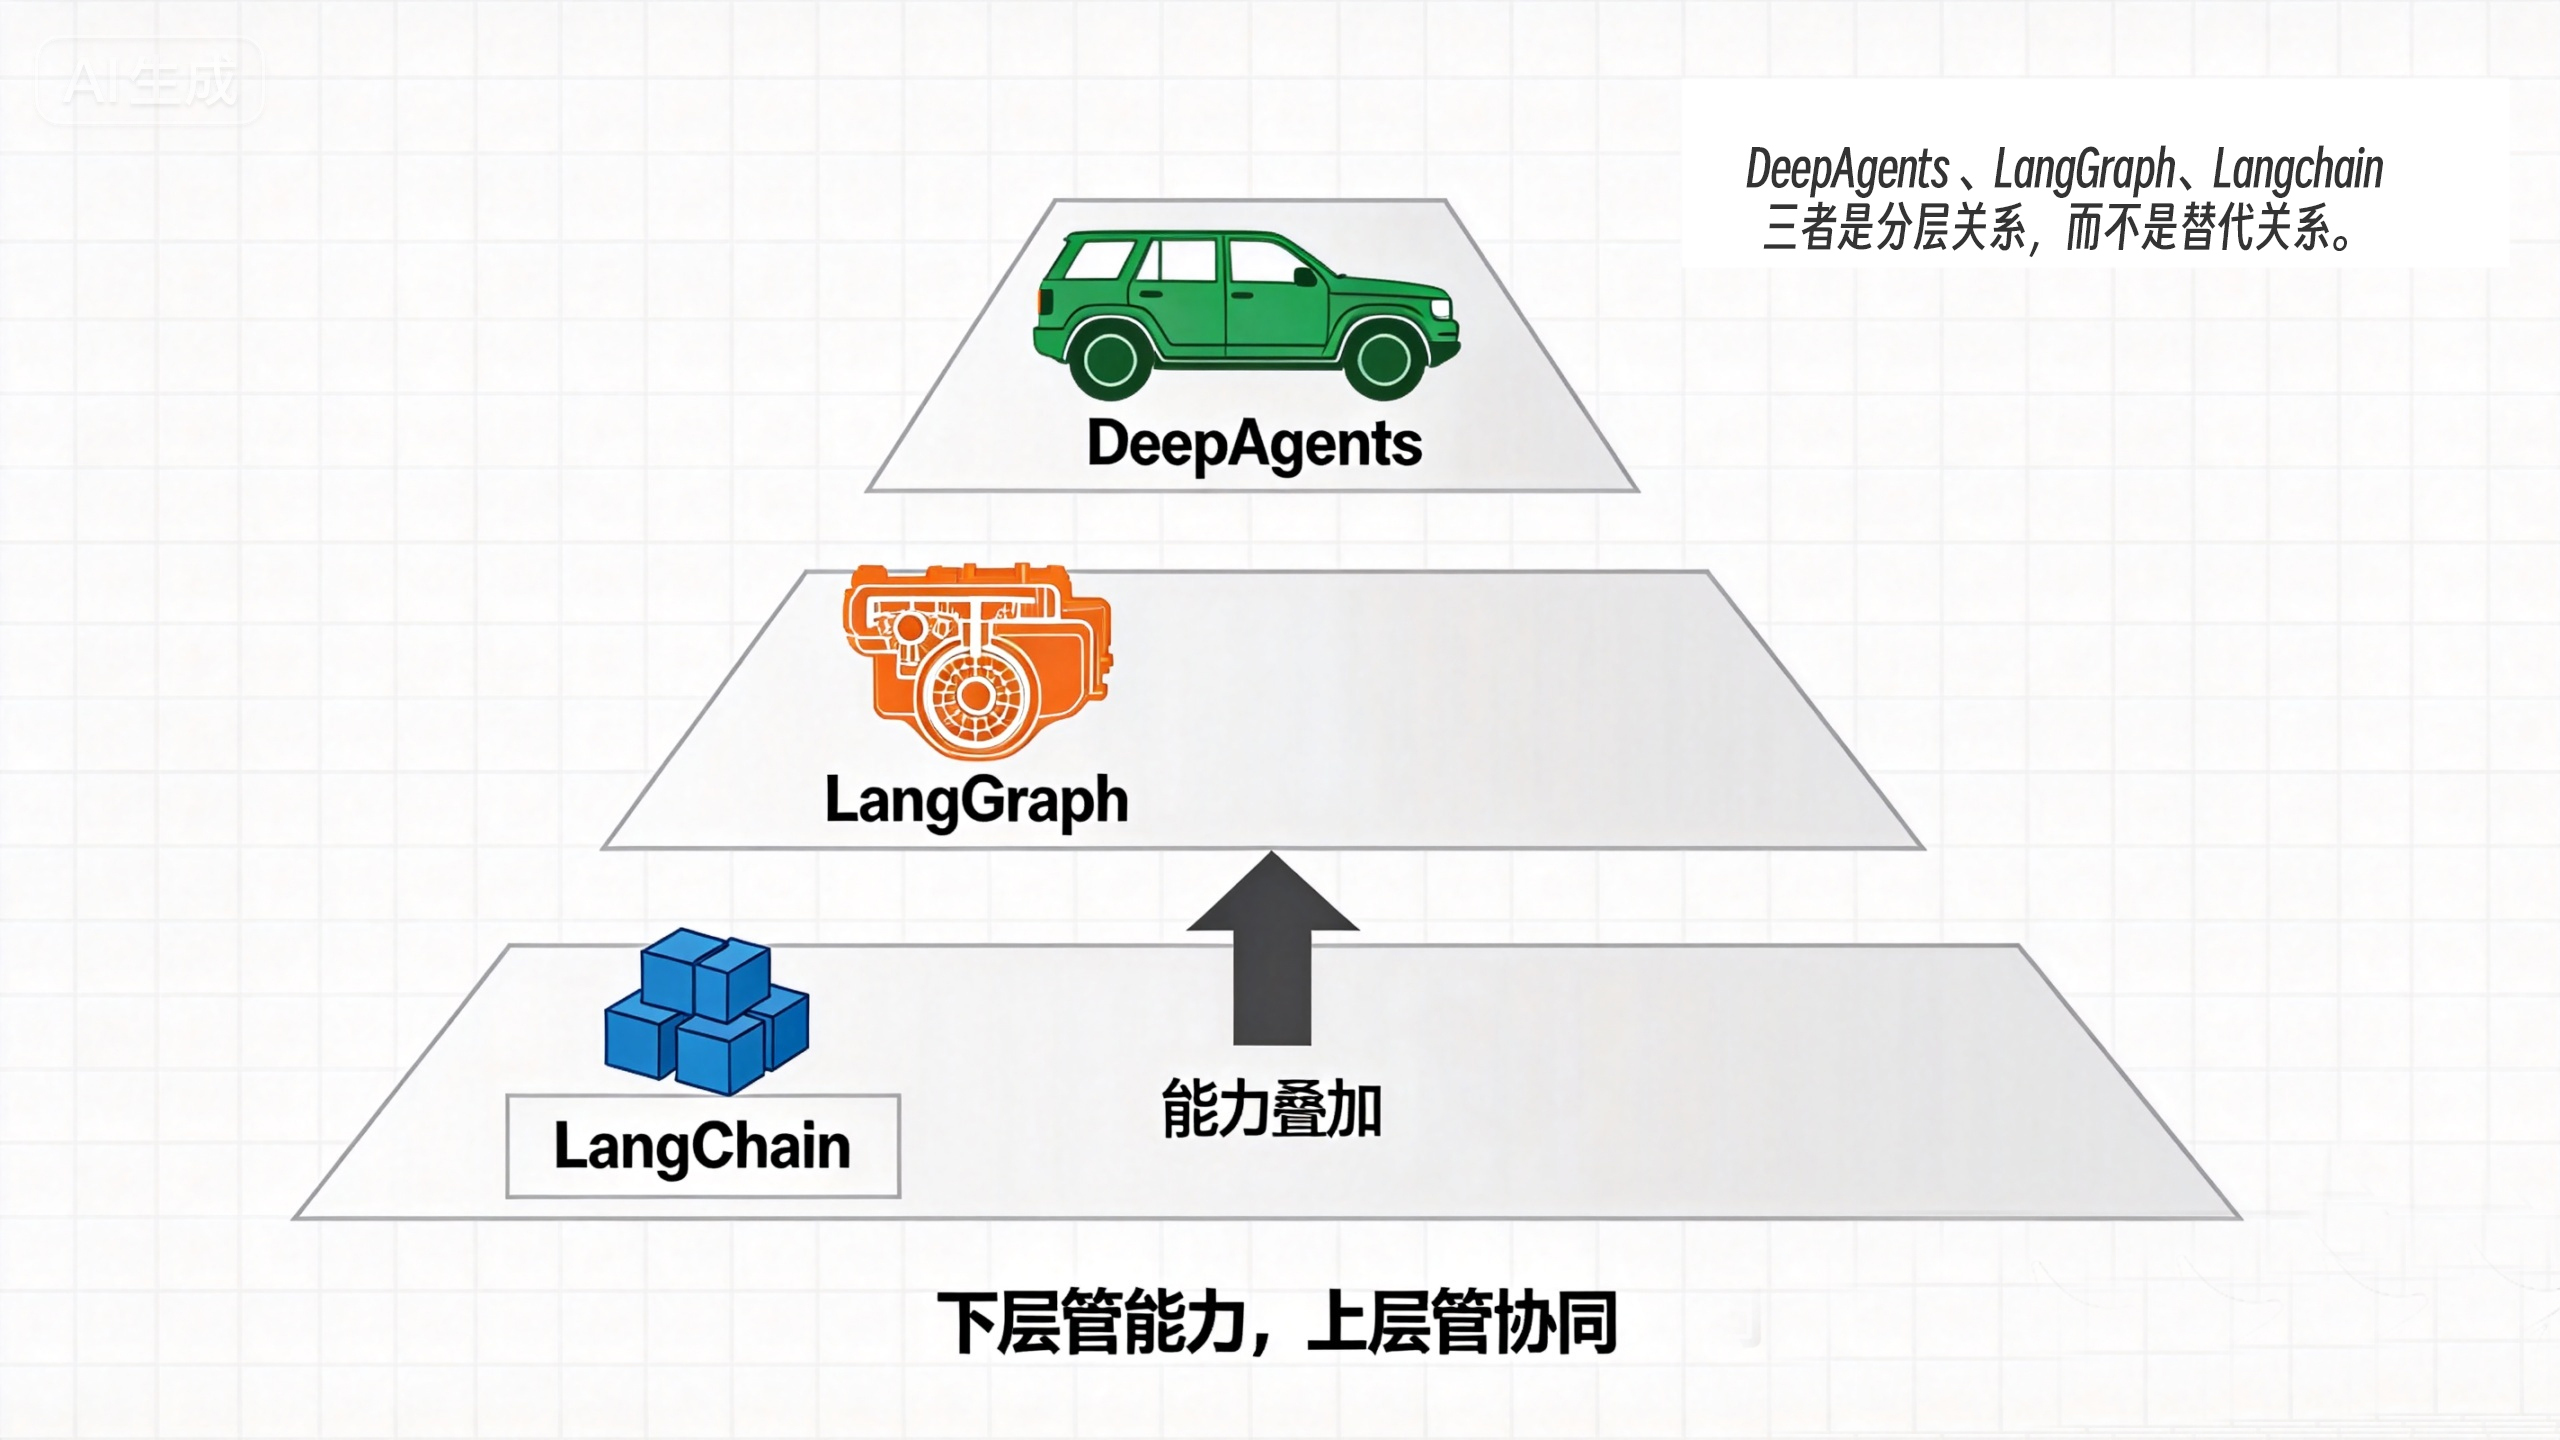 AI生成
DeepAgents 、LangGraph、Langchain
三者是分层关系，而不是替代关系。
DeepAgents
LangGraph
LangChain
能力叠加
下层管能力，上层管协同